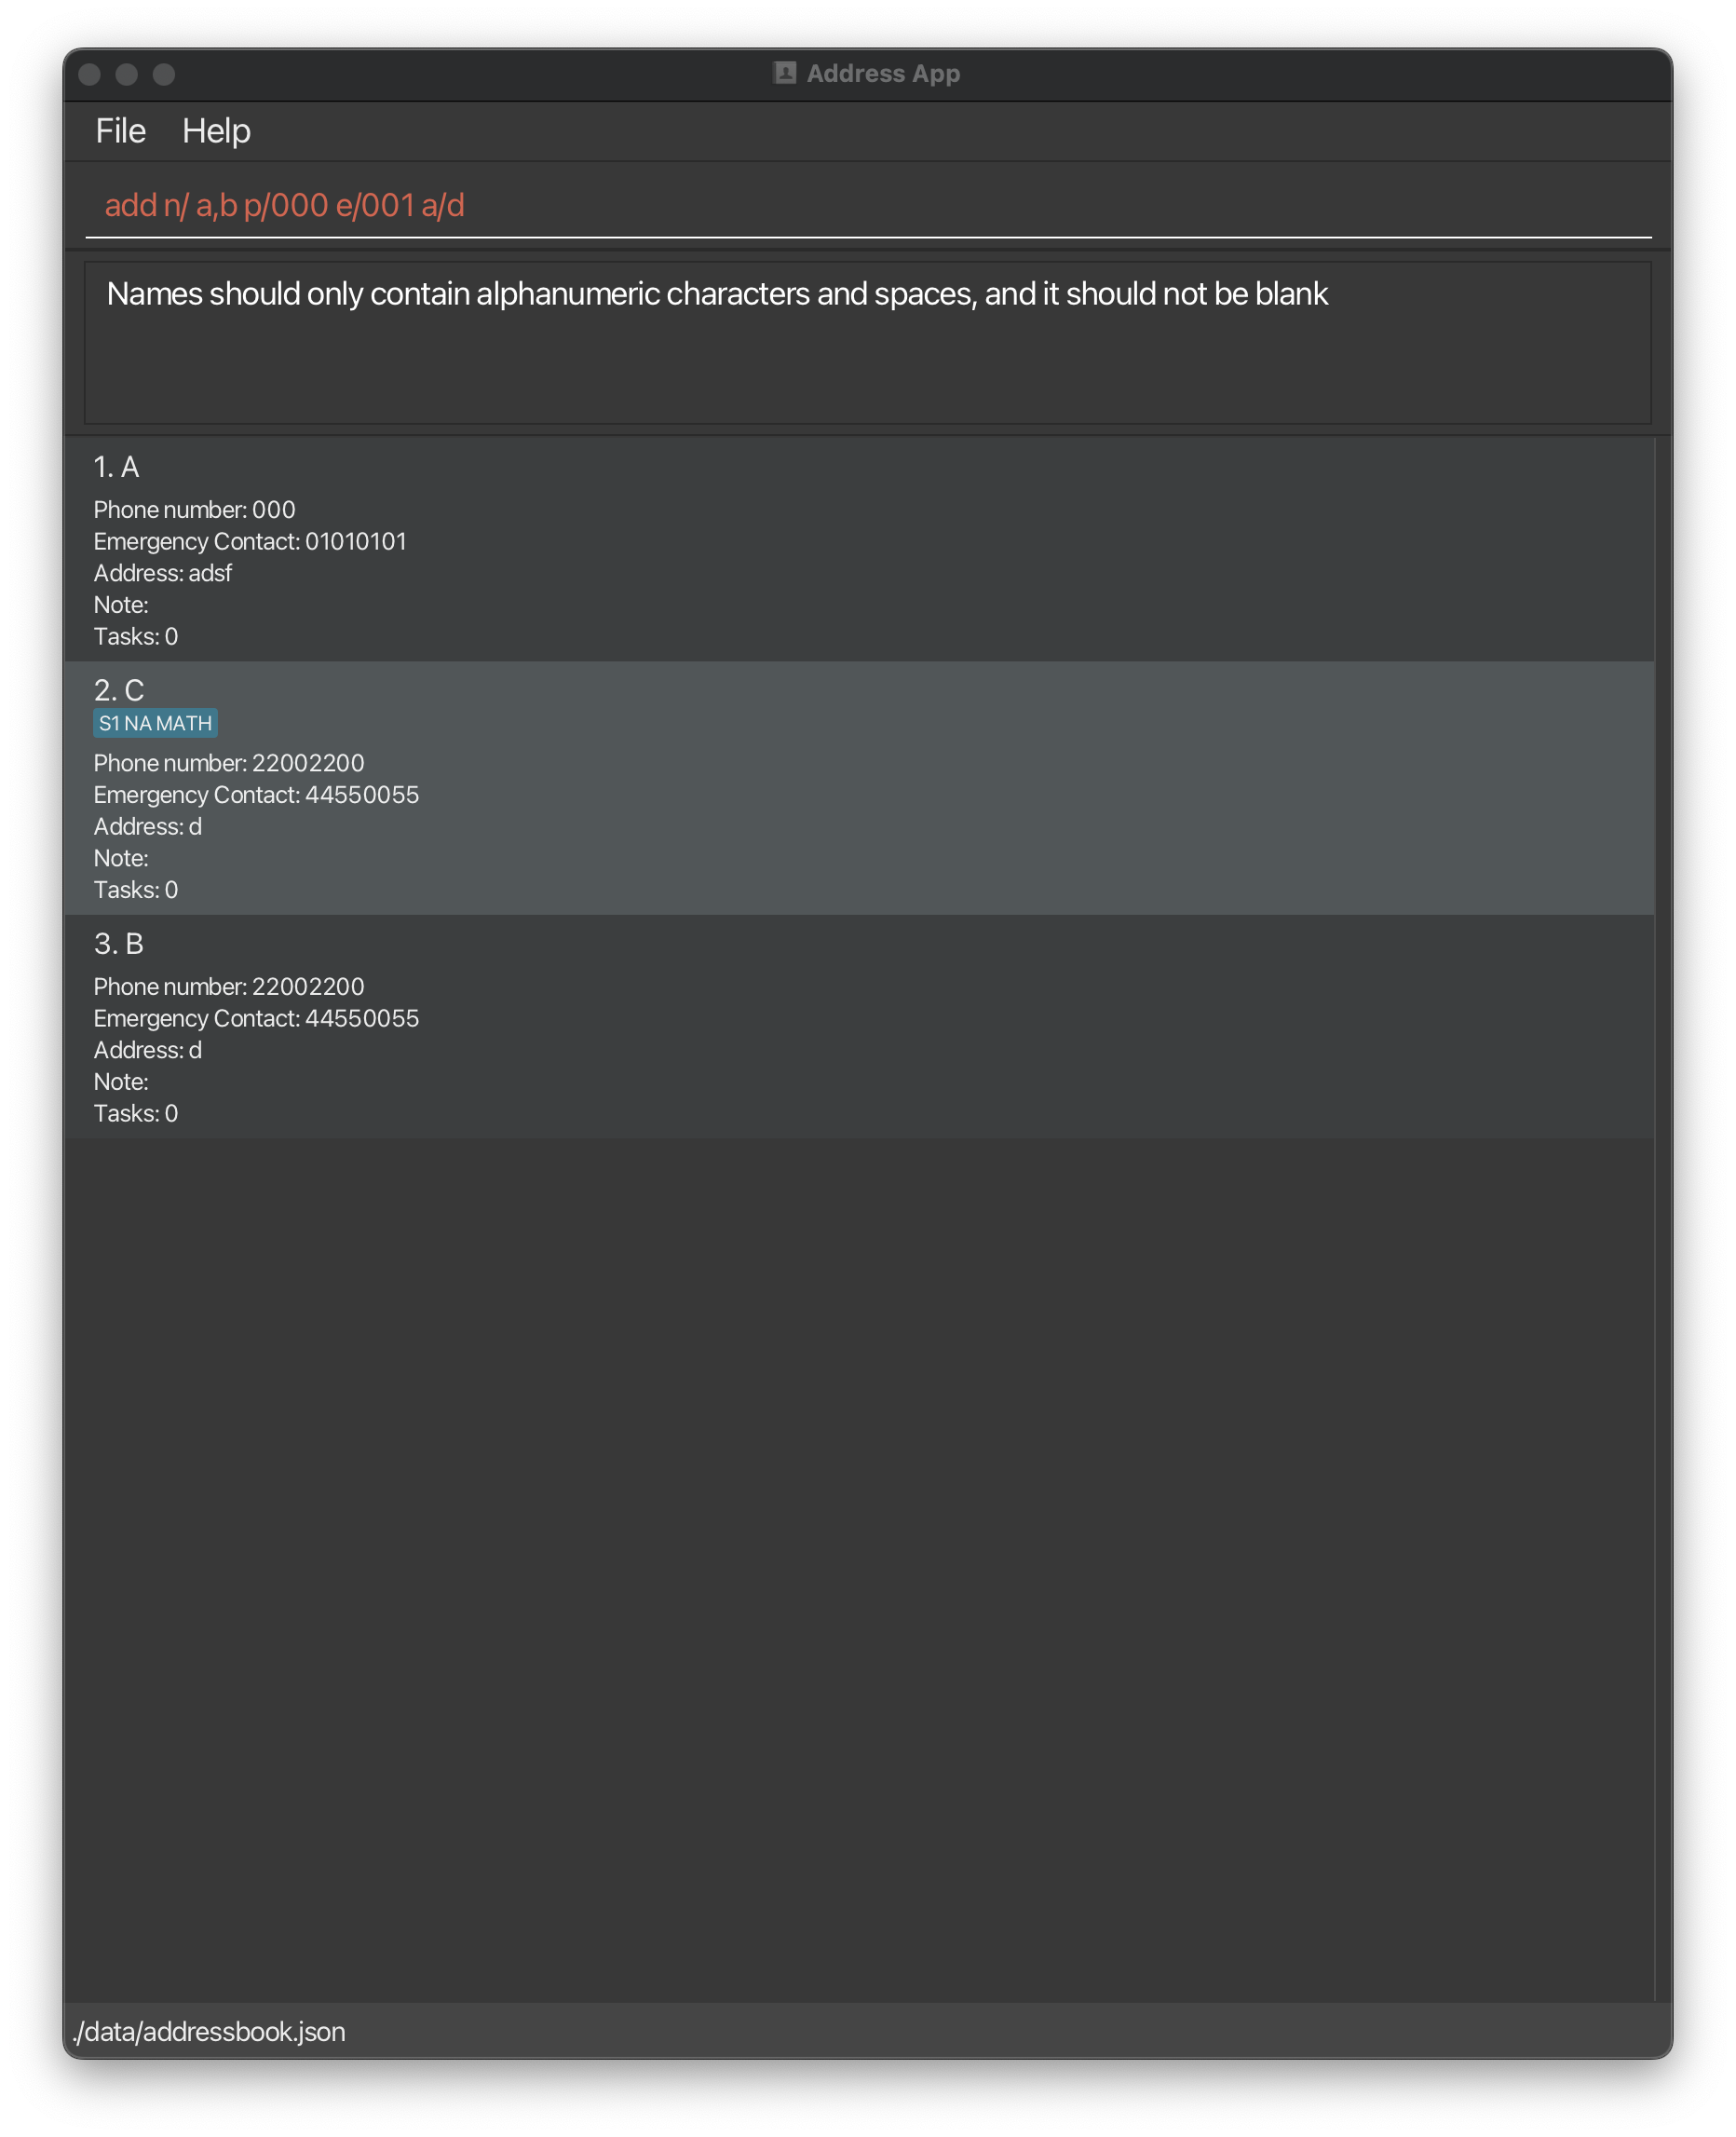 Address App
File Help
add n/ a,b p/000 e/001 a/d
Names should only contain alphanumeric characters and spaces, and it should not be blank
1. A
Phone number: 000
Emergency Contact: 01010101
Address: adsf
Note:
Tasks: 0
2. C
S1 NA MATH
Phone number: 22002200
Emergency Contact: 44550055
Address: d
Note:
Tasks: 0
3. B
Phone number: 22002200
Emergency Contact: 44550055
Address: d
Note:
Tasks: 0
./data/addressbook.json